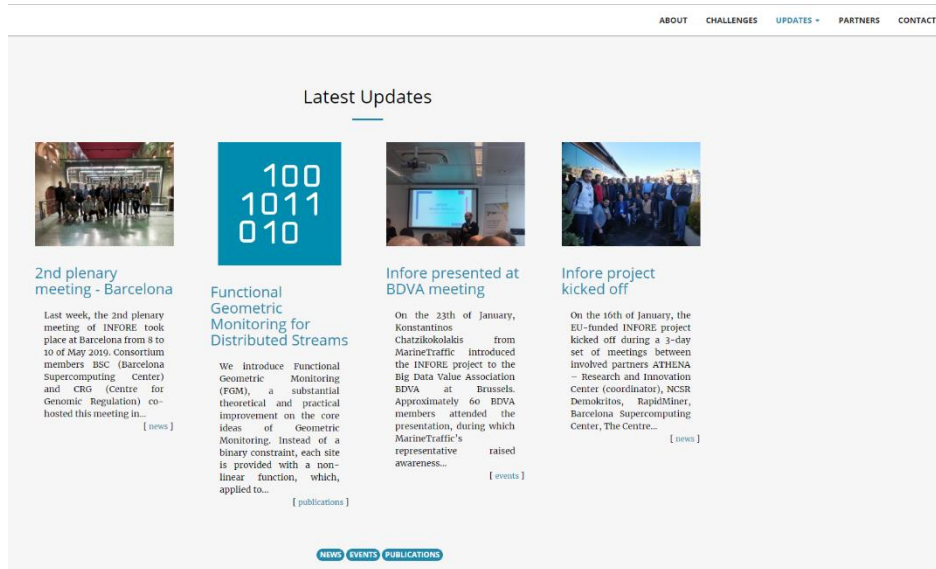 ABOUT CHALLENGES UPDATES PARTNERS CONTACT
Latest Updates
100
1011
010
2nd plenary
meeting - Barcelona
Last week, the 2nd plenary
meeting of INFORE took
place at Barcelona from 8 to
10 of May 2019. Consortium
members BSC (Barcelona
Supercomputing Center)
and CRG (Centre for
Genomic Regulation) co-
hosted this meeting in...
[ news ]
Functional
Geometric
Monitoring for
Distributed Streams
We introduce Functional
Geometric Monitoring
(FGM), a substantial
theoretical and practical
improvement on the core
ideas of Geometric
Monitoring. Instead of a
binary constraint, each site
is provided with a non-
linear function, which,
applied to...
[ publications ]
Infore presented at
BDVA meeting
On the 23th of January,
Konstantinos
Chatzikokolakis from
MarineTraffic introduced
the INFORE project to the
Big Data Value Association
BDVA at Brussels.
Approximately 60 BDVA
members attended the
presentation, during which
MarineTraffic's
representative raised
awareness...
[ events ]
Infore project
kicked off
On the 16th of January, the
EU-funded INFORE project
kicked off during a 3-day
set of meetings between
involved partners ATHENA
– Research and Innovation
Center (coordinator), NCSR
Demokritos, RapidMiner,
Barcelona Supercomputing
Center, The Centre...
[ news ]
NEWS EVENTS PUBLICATIONS